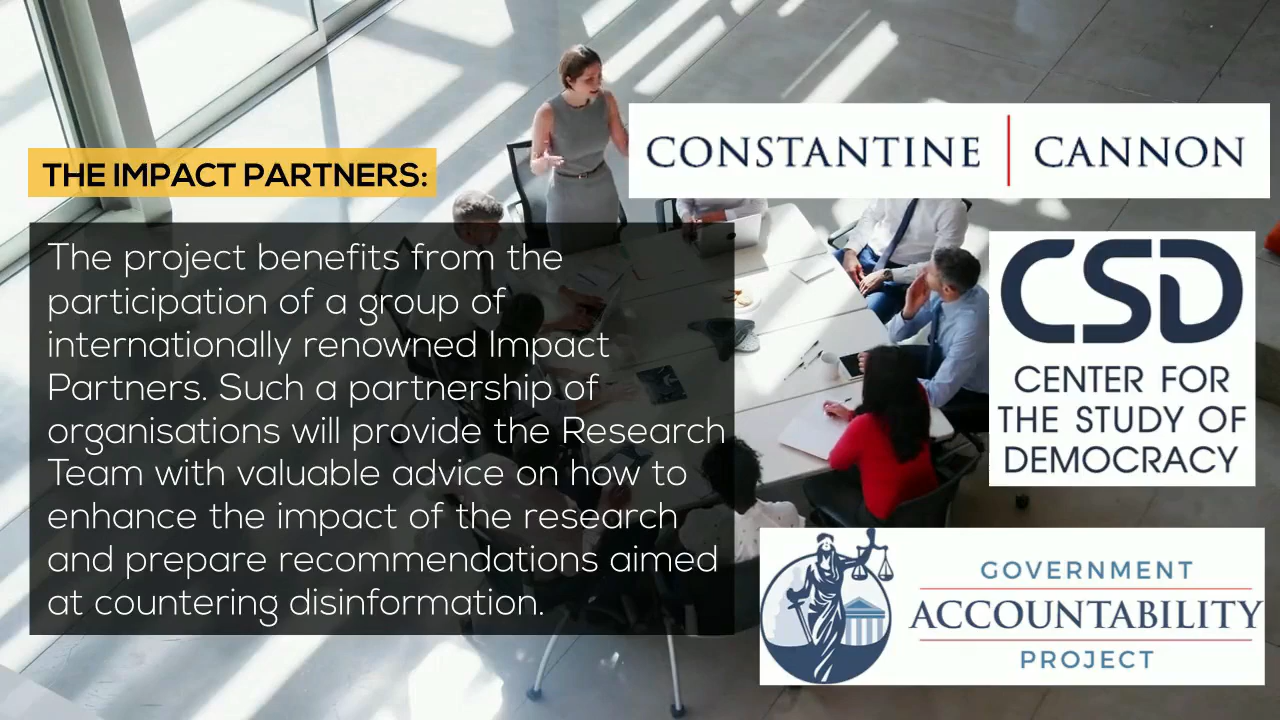 THE IMPACT PARTNERS:
The project benefits from the
participation of a group of
internationally renowned Impact
Partners. Such a partnership of
organisations will provide the Research
Team with valuable advice on how to
enhance the impact of the research
and prepare recommendations aimed
at countering disinformation.
CONSTANTINE | CANNON
CSD
CENTER FOR
THE STUDY OF
DEMOCRACY
GOVERNMENT
ACCOUNTABILITY
PROJECT